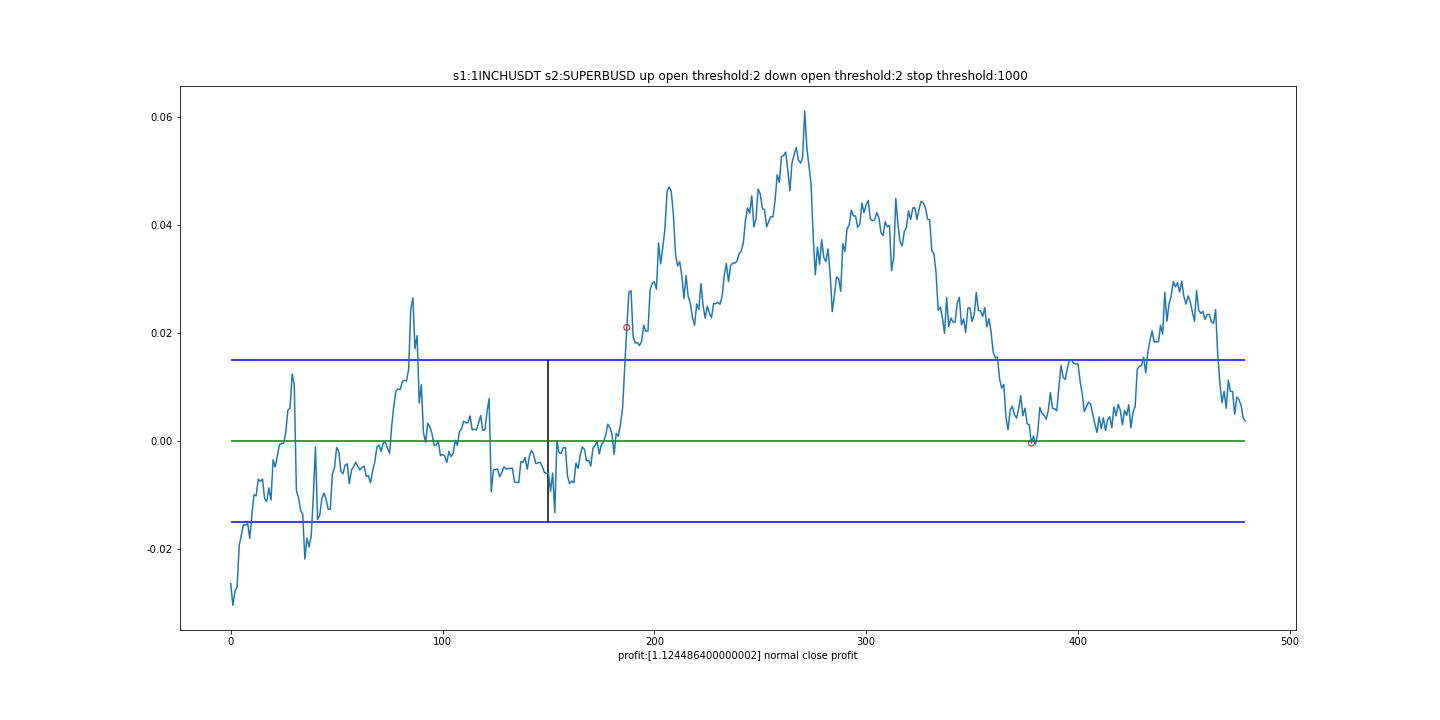 s1:1INCHUSDT s2:SUPERBUSD up open threshold:2 down open threshold:2 stop threshold:1000
0.06
0.04
0.02
0.00
-0.02
0 100 200 300 400 500
profit:[1.124486400000002] normal close profit